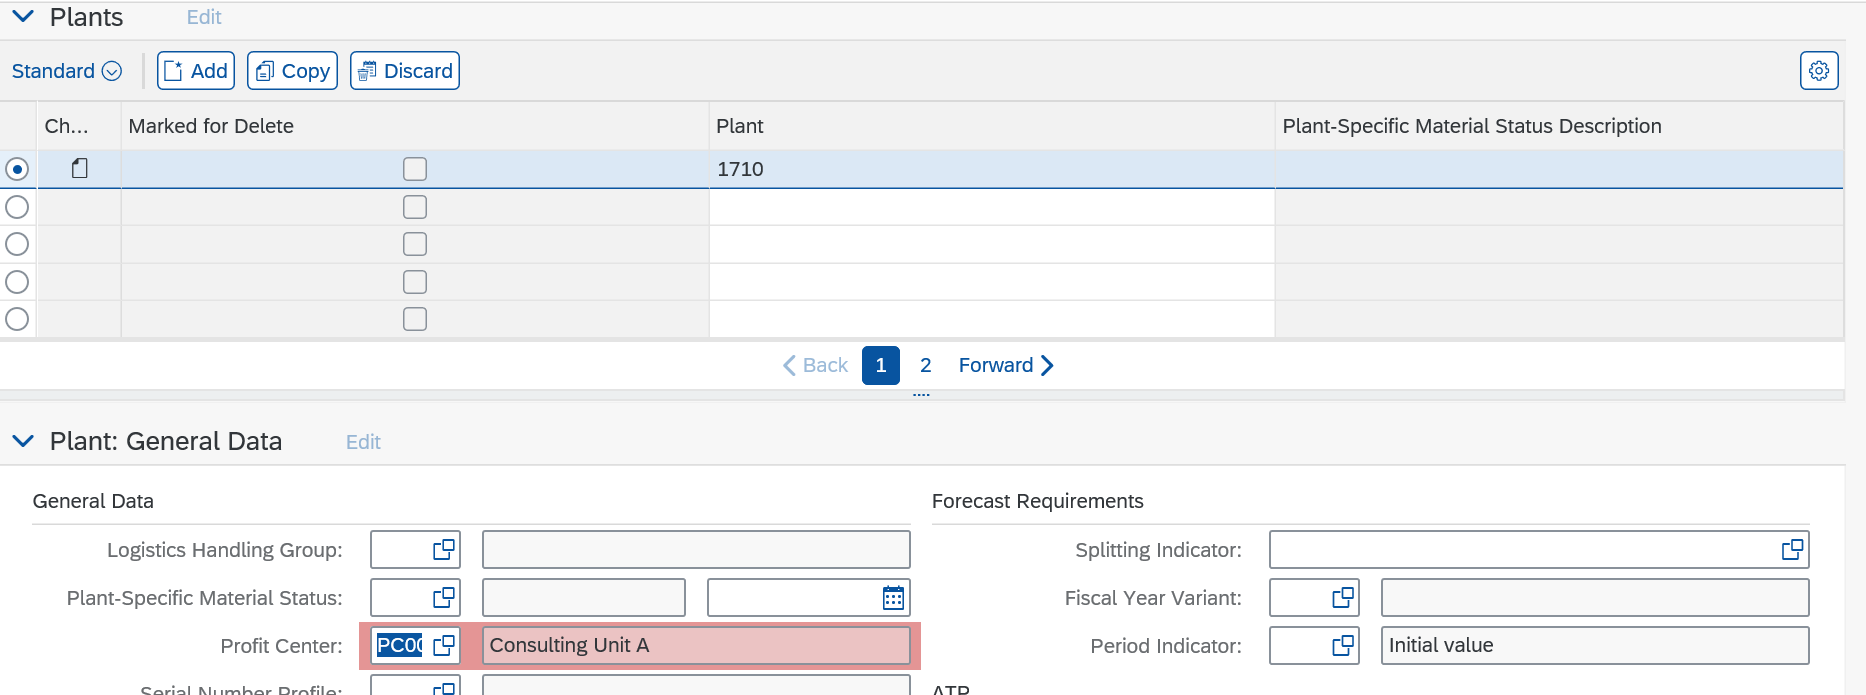 Plants Edit
Standard Add Copy Discard
Ch... Marked for Delete Plant Plant-Specific Material Status Description
1710
Back 1 2 Forward
Plant: General Data Edit
General Data Forecast Requirements
Logistics Handling Group: Splitting Indicator:
Plant-Specific Material Status: Fiscal Year Variant:
Profit Center: PC00 Consulting Unit A Period Indicator: Initial value
Serial Number Profile: ATP